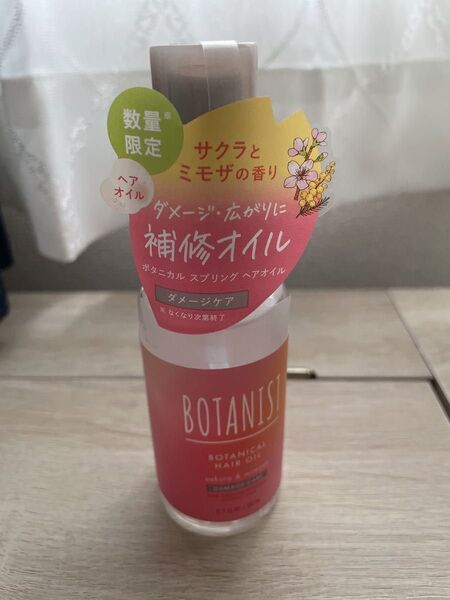 数量※
限定
ヘア
オイル
サクラと
ミモザの香り
ダメージ・広がりに
補修オイル
ボタニカル スプリング ヘアオイル
ダメージケア
※ なくなり次第終了
BOTANIST
BOTANICAL
HAIR OIL
sakura & mimosa
DAMAGE CARE